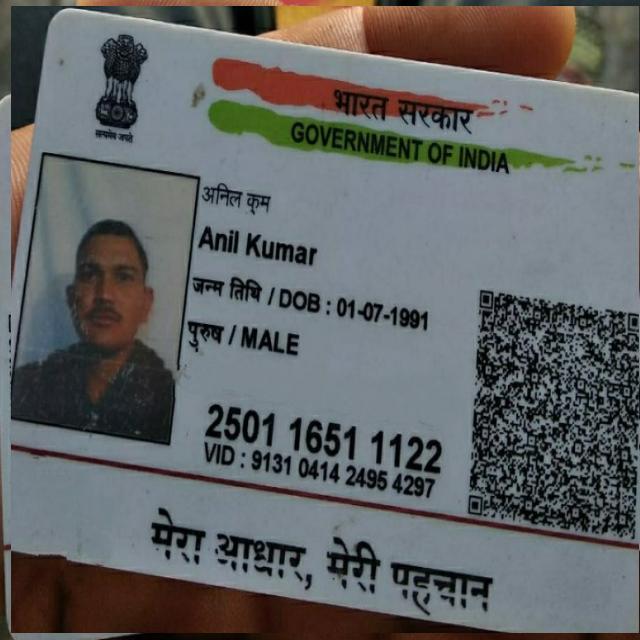 सत्यमेव जयते
भारत सरकार
GOVERNMENT OF INDIA
अनिल कुम
Anil Kumar
जन्म तिथि / DOB : 01-07-1991
पुरुष / MALE
2501 1651 1122
VID : 9131 0414 2495 4297
मेरा आधार, मेरी पहचान